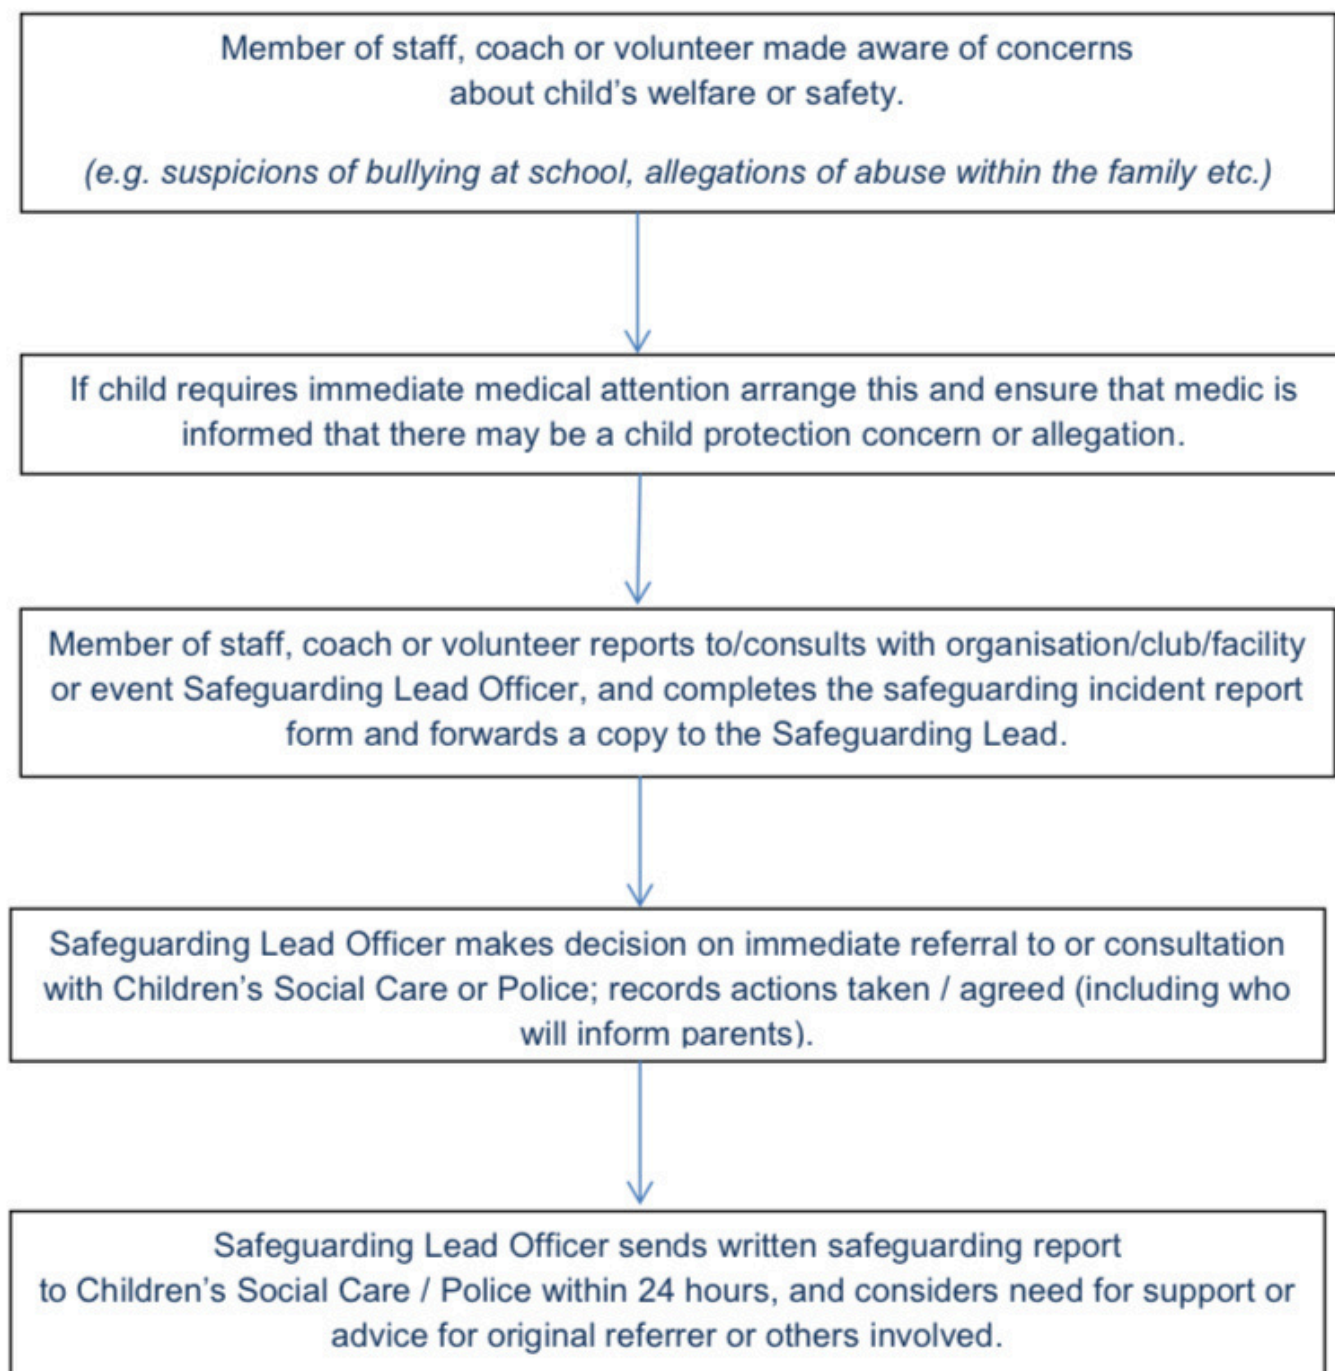 Member of staff, coach or volunteer made aware of concerns
about child's welfare or safety.
(e.g. suspicions of bullying at school, allegations of abuse within the family etc.)
If child requires immediate medical attention arrange this and ensure that medic is
informed that there may be a child protection concern or allegation.
Member of staff, coach or volunteer reports to/consults with organisation/club/facility
or event Safeguarding Lead Officer, and completes the safeguarding incident report
form and forwards a copy to the Safeguarding Lead.
Safeguarding Lead Officer makes decision on immediate referral to or consultation
with Children's Social Care or Police; records actions taken / agreed (including who
will inform parents).
Safeguarding Lead Officer sends written safeguarding report
to Children's Social Care / Police within 24 hours, and considers need for support or
advice for original referrer or others involved.